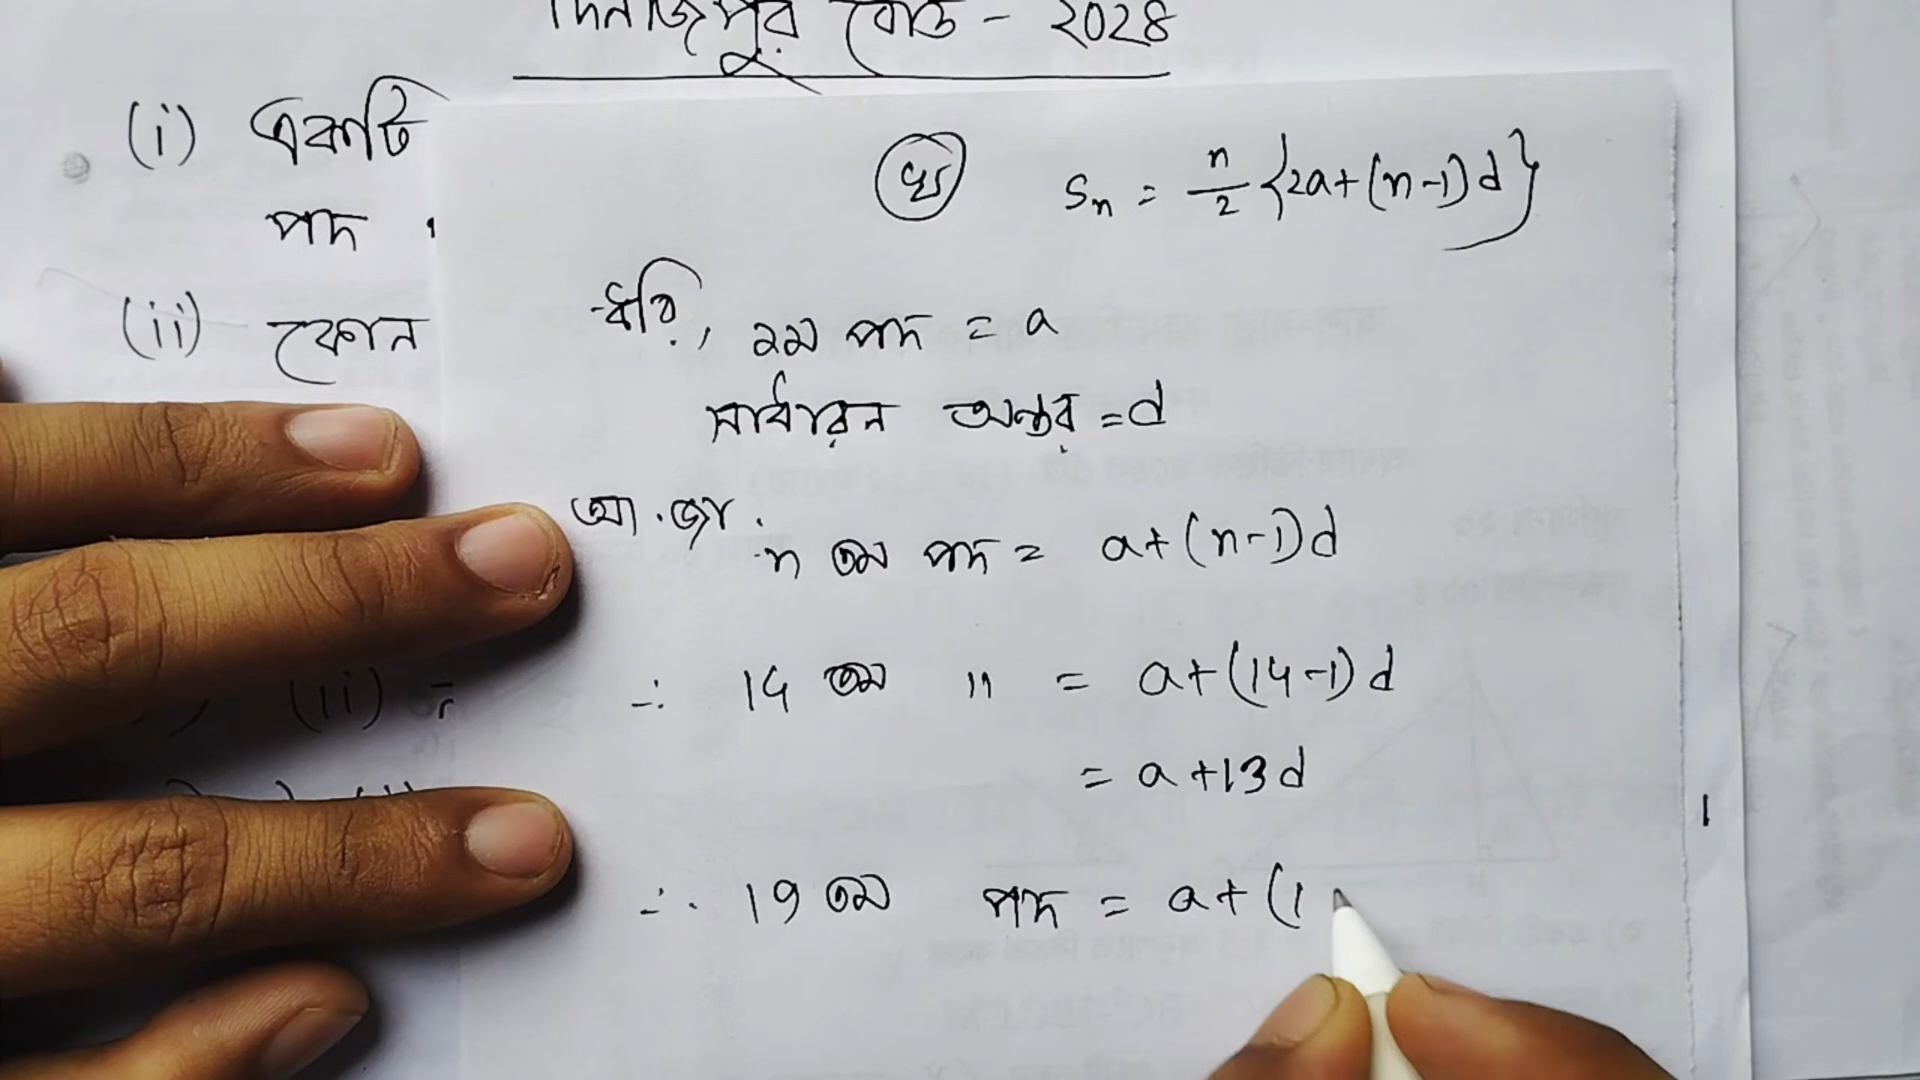 দিনাজপুর বোর্ড - ২০২৪
(i) একটি
পদ
(ii) কোন
(খ) Sn = n/2 {2a+(n-1)d}
ধরি, ১ম পদ = a
সাধারন অন্তর = d
আ.জা.
n তম পদ = a+(n-1)d
∴ 14 তম " = a+(14-1)d
= a+13d
∴ 19 তম পদ = a+(1
(ii)